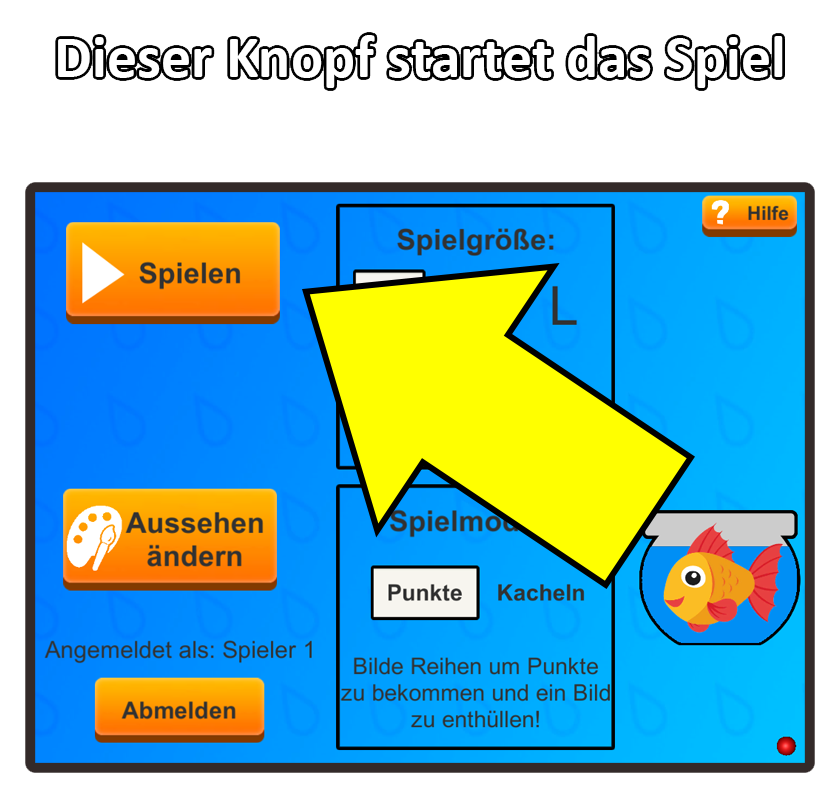 Dieser Knopf startet das Spiel
? Hilfe
Spielen
Spielgröße:
L
Aussehen
ändern
Punkte Kacheln
Angemeldet als: Spieler 1
Abmelden
Bilde Reihen um Punkte
zu bekommen und ein Bild
zu enthüllen!